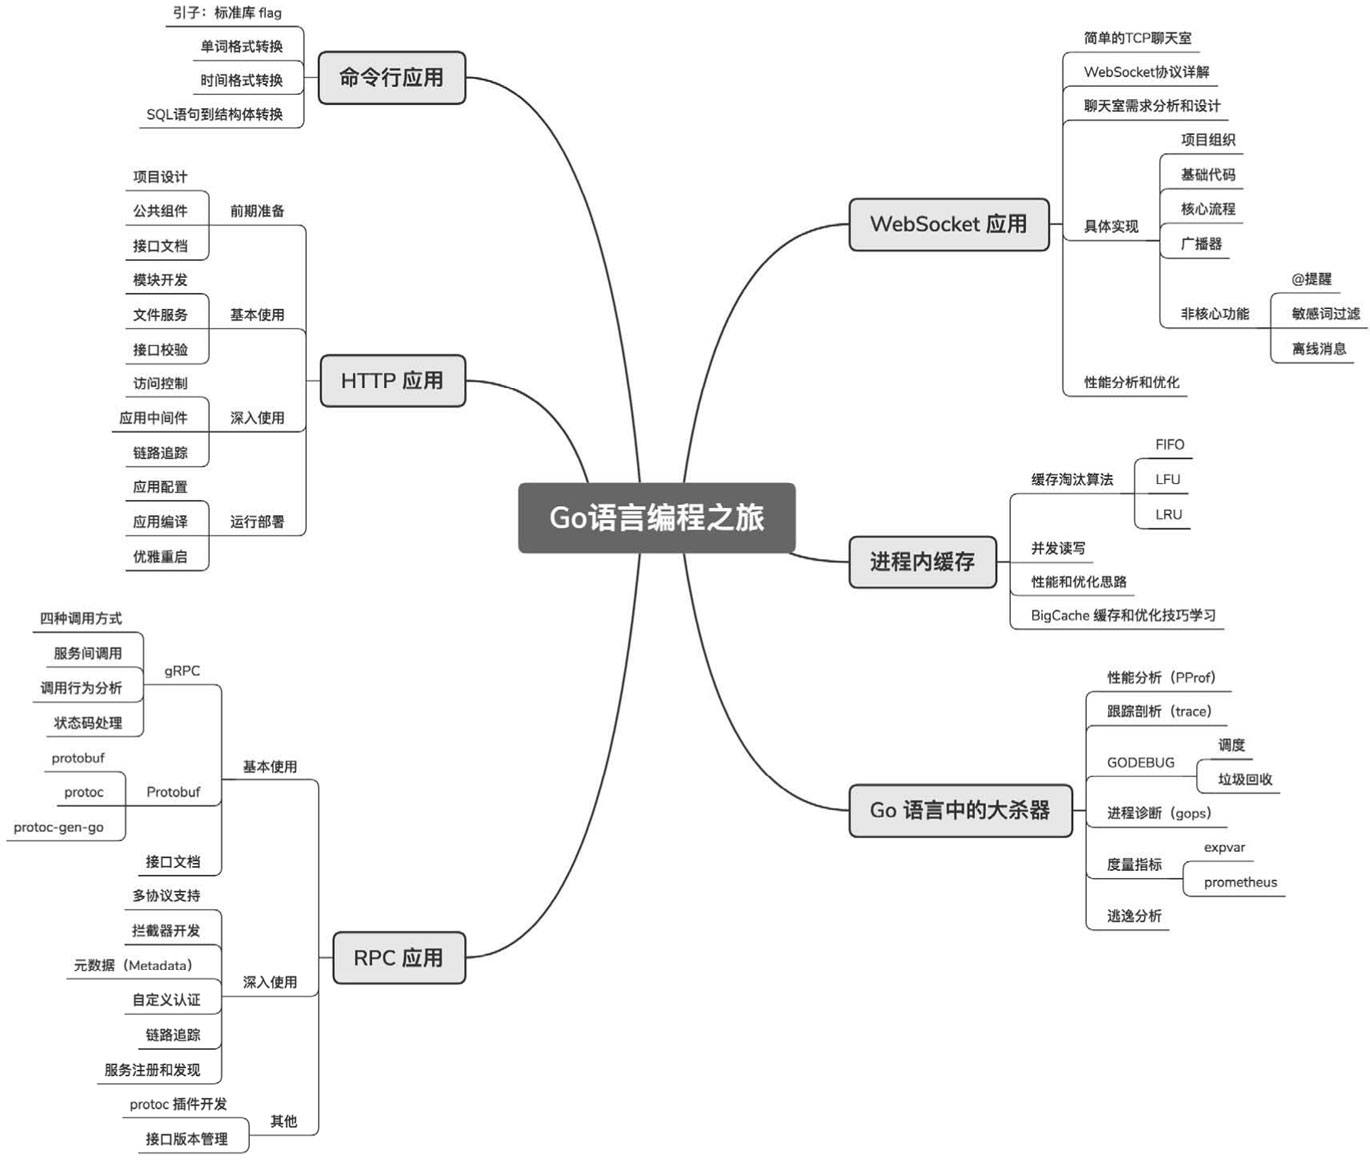 Go语言编程之旅
命令行应用
引子：标准库 flag
单词格式转换
时间格式转换
SQL语句到结构体转换
HTTP 应用
前期准备
项目设计
公共组件
接口文档
基本使用
模块开发
文件服务
接口校验
深入使用
访问控制
应用中间件
链路追踪
运行部署
应用配置
应用编译
优雅重启
RPC 应用
基本使用
gRPC
四种调用方式
服务间调用
调用行为分析
状态码处理
Protobuf
protobuf
protoc
protoc-gen-go
接口文档
深入使用
多协议支持
拦截器开发
元数据（Metadata）
自定义认证
链路追踪
服务注册和发现
其他
protoc 插件开发
接口版本管理
WebSocket 应用
简单的TCP聊天室
WebSocket协议详解
聊天室需求分析和设计
具体实现
项目组织
基础代码
核心流程
广播器
非核心功能
@提醒
敏感词过滤
离线消息
性能分析和优化
进程内缓存
缓存淘汰算法
FIFO
LFU
LRU
并发读写
性能和优化思路
BigCache 缓存和优化技巧学习
Go 语言中的大杀器
性能分析（PProf）
跟踪剖析（trace）
GODEBUG
调度
垃圾回收
进程诊断（gops）
度量指标
expvar
prometheus
逃逸分析